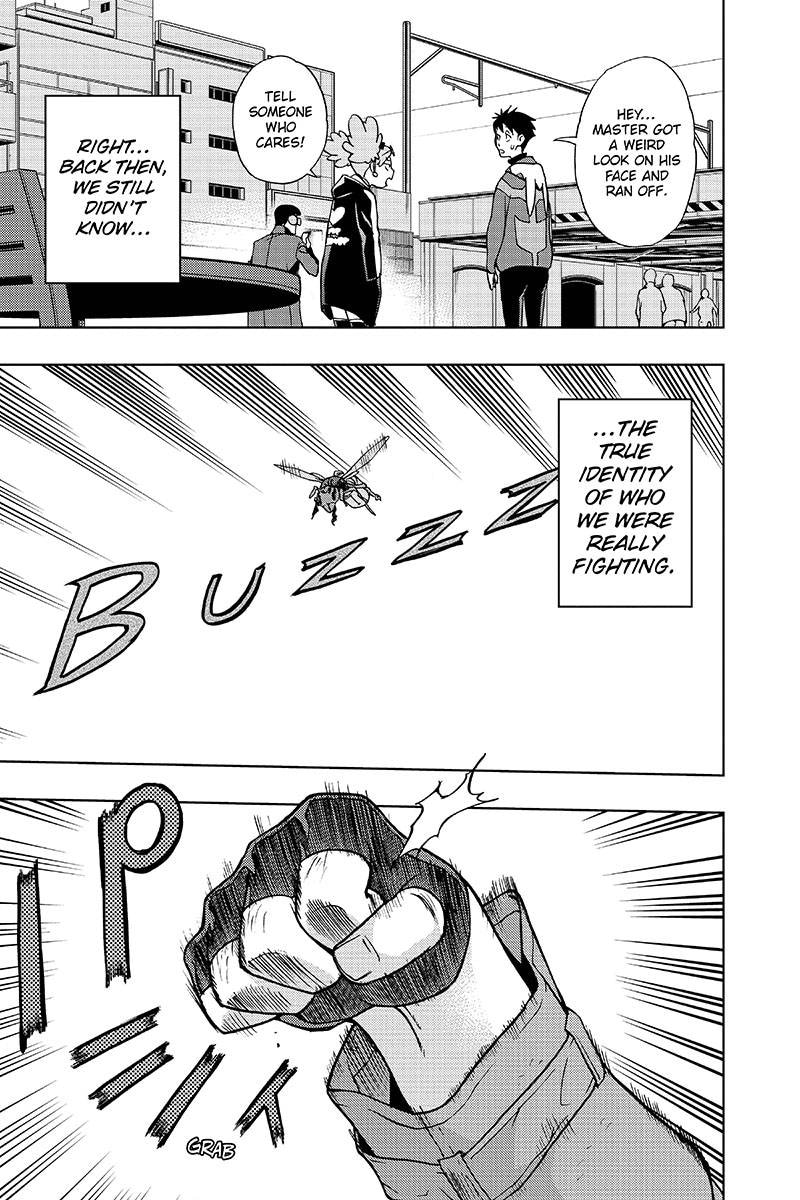 HEY...
MASTER GOT
A WEIRD
LOOK ON HIS
FACE AND
RAN OFF.
TELL
SOMEONE
WHO
CARES!
RIGHT...
BACK THEN,
WE STILL
DIDN'T
KNOW...
...THE
TRUE
IDENTITY
OF WHO
WE WERE
REALLY
FIGHTING.
BUZZZZ
GRAB